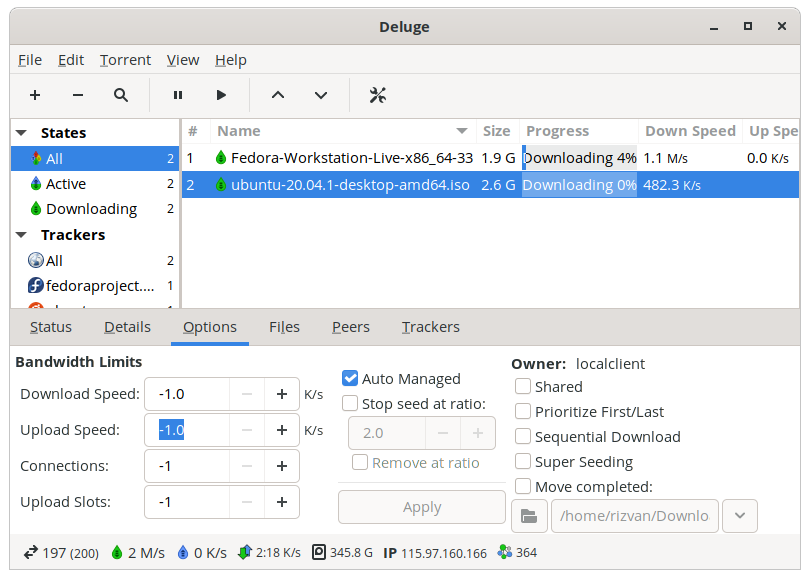 Deluge
File Edit Torrent View Help
States
All 2
Active 2
Downloading 2
Trackers
All 2
fedoraproject.... 1
# Name Size Progress Down Speed Up Spe
1 Fedora-Workstation-Live-x86_64-33 1.9 G Downloading 4% 1.1 M/s 0.0 K/s
2 ubuntu-20.04.1-desktop-amd64.iso 2.6 G Downloading 0% 482.3 K/s
Status Details Options Files Peers Trackers
Bandwidth Limits
Download Speed: -1.0 K/s
Upload Speed: -1.0 K/s
Connections: -1
Upload Slots: -1
Auto Managed
Stop seed at ratio:
2.0
Remove at ratio
Apply
Owner: localclient
Shared
Prioritize First/Last
Sequential Download
Super Seeding
Move completed:
/home/rizvan/Downlo
197 (200) 2 M/s 0 K/s 2:18 K/s 345.8 G IP 115.97.160.166 364